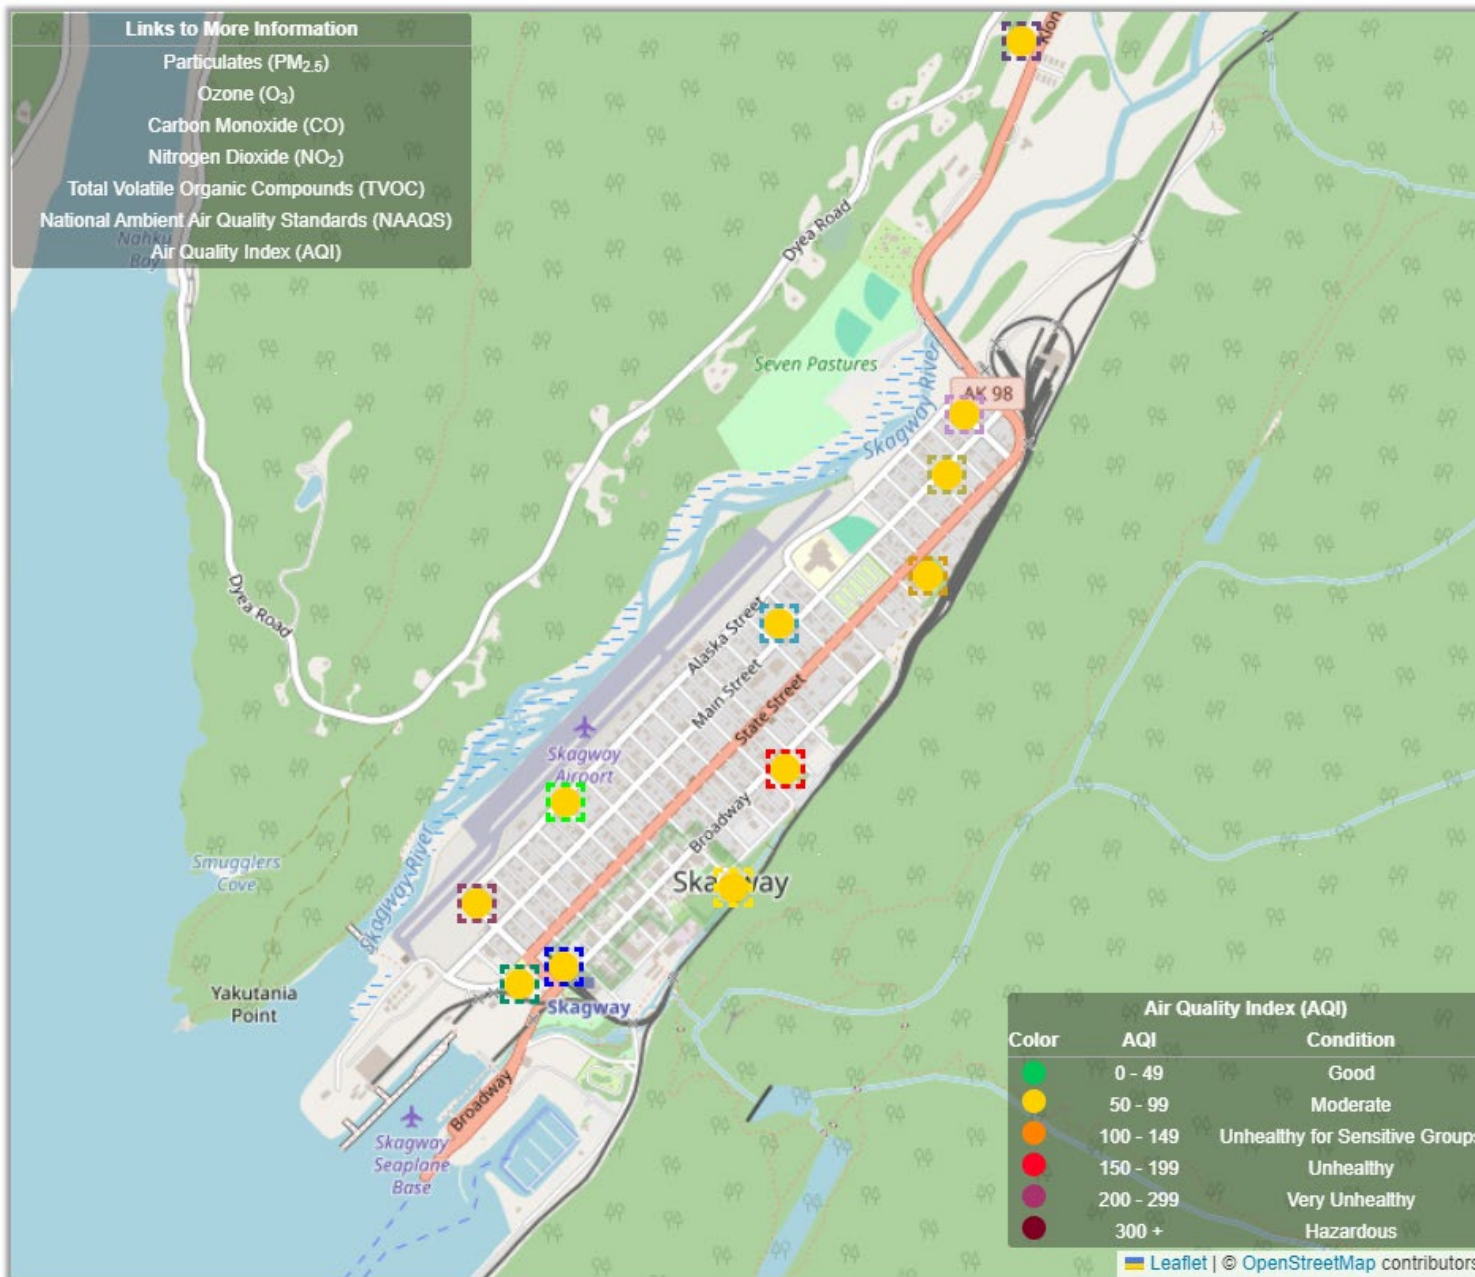 Links to More Information
Particulates (PM2.5)
Ozone (O3)
Carbon Monoxide (CO)
Nitrogen Dioxide (NO2)
Total Volatile Organic Compounds (TVOC)
National Ambient Air Quality Standards (NAAQS)
Air Quality Index (AQI)
Nahku
Bay
Klon
Dyea Road
Seven Pastures
Skagway River
AK 98
Dyea Road
Alaska Street
Main Street
State Street
Skagway
Airport
Broadway
Smugglers
Cove
Skagway River
Skagway
Yakutania
Point
Skagway
Broadway
Skagway
Seaplane
Base
Air Quality Index (AQI)
Color AQI Condition
0 - 49 Good
50 - 99 Moderate
100 - 149 Unhealthy for Sensitive Groups
150 - 199 Unhealthy
200 - 299 Very Unhealthy
300 + Hazardous
Leaflet | © OpenStreetMap contributors